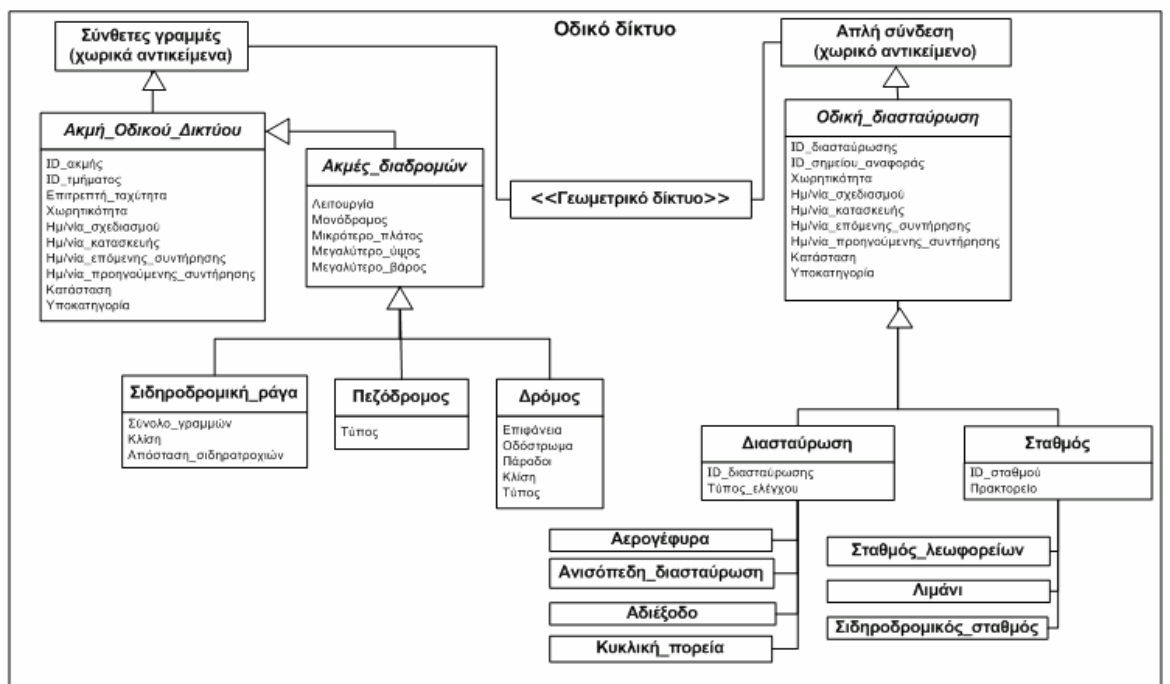 Οδικό δίκτυο
Σύνθετες γραμμές
(χωρικά αντικείμενα)
Απλή σύνδεση
(χωρικό αντικείμενο)
Ακμή_Οδικού_Δικτύου
ID_ακμής
ID_τμήματος
Επιτρεπτή_ταχύτητα
Χωρητικότητα
Ημ/νία_σχεδιασμού
Ημ/νία_κατασκευής
Ημ/νία_επόμενης_συντήρησης
Ημ/νία_προηγούμενης_συντήρησης
Κατάσταση
Υποκατηγορία
Ακμές_διαδρομών
Λειτουργία
Μονόδραμος
Μικρότερο_πλάτος
Μεγαλύτερο_ύψος
Μεγαλύτερο_βάρος
<<Γεωμετρικό δίκτυο>>
Οδική_διασταύρωση
ID_διασταύρωσης
ID_σημείου_αναφοράς
Χωρητικότητα
Ημ/νία_σχεδιασμού
Ημ/νία_κατασκευής
Ημ/νία_επόμενης_συντήρησης
Ημ/νία_προηγούμενης_συντήρησης
Κατάσταση
Υποκατηγορία
Σιδηροδρομική_ράγα
Σύνολο_γραμμών
Κλίση
Απόσταση_σιδηροτροχιών
Πεζόδρομος
Τύπος
Δρόμος
Επιφάνεια
Οδόστρωμα
Πάροδοι
Κλίση
Τύπος
Διασταύρωση
ID_διασταύρωσης
Τύπος_ελέγχου
Σταθμός
ID_σταθμού
Πρακτορείο
Αερογέφυρα
Ανισόπεδη_διασταύρωση
Αδιέξοδο
Κυκλική_πορεία
Σταθμός_λεωφορείων
Λιμάνι
Σιδηροδρομικός_σταθμός